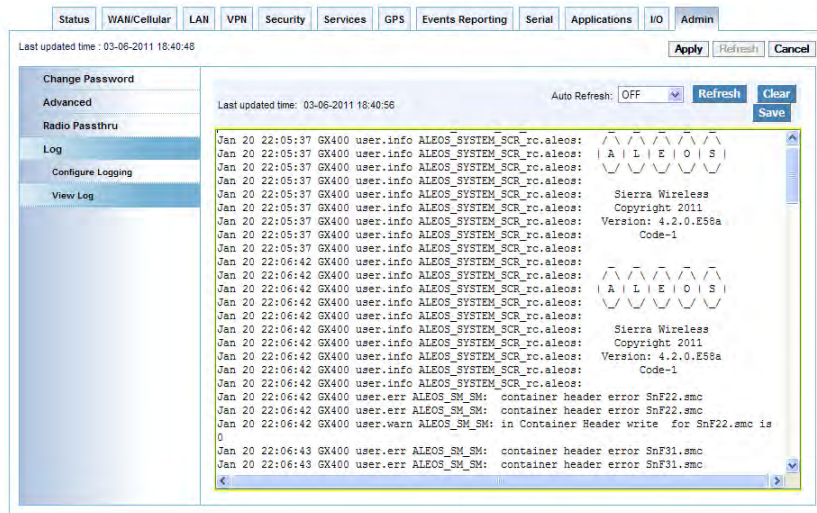 Status WAN/Cellular LAN VPN Security Services GPS Events Reporting Serial Applications I/O Admin
Last updated time : 03-06-2011 18:40:48
Apply Refresh Cancel
Change Password
Advanced
Radio Passthru
Log
Configure Logging
View Log
Last updated time: 03-06-2011 18:40:56
Auto Refresh: OFF Refresh Clear
Save
Jan 20 22:05:37 GX400 user.info ALEOS_SYSTEM_SCR_rc.aleos: / \ / \ / \ / \ / \
Jan 20 22:05:37 GX400 user.info ALEOS_SYSTEM_SCR_rc.aleos: | A | L | E | O | S |
Jan 20 22:05:37 GX400 user.info ALEOS_SYSTEM_SCR_rc.aleos: \_/ \_/ \_/ \_/ \_/
Jan 20 22:05:37 GX400 user.info ALEOS_SYSTEM_SCR_rc.aleos:
Jan 20 22:05:37 GX400 user.info ALEOS_SYSTEM_SCR_rc.aleos: Sierra Wireless
Jan 20 22:05:37 GX400 user.info ALEOS_SYSTEM_SCR_rc.aleos: Copyright 2011
Jan 20 22:05:37 GX400 user.info ALEOS_SYSTEM_SCR_rc.aleos: Version: 4.2.0.E58a
Jan 20 22:05:37 GX400 user.info ALEOS_SYSTEM_SCR_rc.aleos: Code-1
Jan 20 22:05:37 GX400 user.info ALEOS_SYSTEM_SCR_rc.aleos:
Jan 20 22:06:42 GX400 user.info ALEOS_SYSTEM_SCR_rc.aleos: _ _ _ _ _
Jan 20 22:06:42 GX400 user.info ALEOS_SYSTEM_SCR_rc.aleos: / \ / \ / \ / \ / \
Jan 20 22:06:42 GX400 user.info ALEOS_SYSTEM_SCR_rc.aleos: | A | L | E | O | S |
Jan 20 22:06:42 GX400 user.info ALEOS_SYSTEM_SCR_rc.aleos: \_/ \_/ \_/ \_/ \_/
Jan 20 22:06:42 GX400 user.info ALEOS_SYSTEM_SCR_rc.aleos:
Jan 20 22:06:42 GX400 user.info ALEOS_SYSTEM_SCR_rc.aleos: Sierra Wireless
Jan 20 22:06:42 GX400 user.info ALEOS_SYSTEM_SCR_rc.aleos: Copyright 2011
Jan 20 22:06:42 GX400 user.info ALEOS_SYSTEM_SCR_rc.aleos: Version: 4.2.0.E58a
Jan 20 22:06:42 GX400 user.info ALEOS_SYSTEM_SCR_rc.aleos: Code-1
Jan 20 22:06:42 GX400 user.info ALEOS_SYSTEM_SCR_rc.aleos:
Jan 20 22:06:42 GX400 user.err ALEOS_SM_SM: container header error SnF22.smc
Jan 20 22:06:42 GX400 user.err ALEOS_SM_SM: container header error SnF22.smc
Jan 20 22:06:42 GX400 user.warn ALEOS_SM_SM: in Container Header write for SnF22.smc is
0
Jan 20 22:06:43 GX400 user.err ALEOS_SM_SM: container header error SnF31.smc
Jan 20 22:06:43 GX400 user.err ALEOS_SM_SM: container header error SnF31.smc